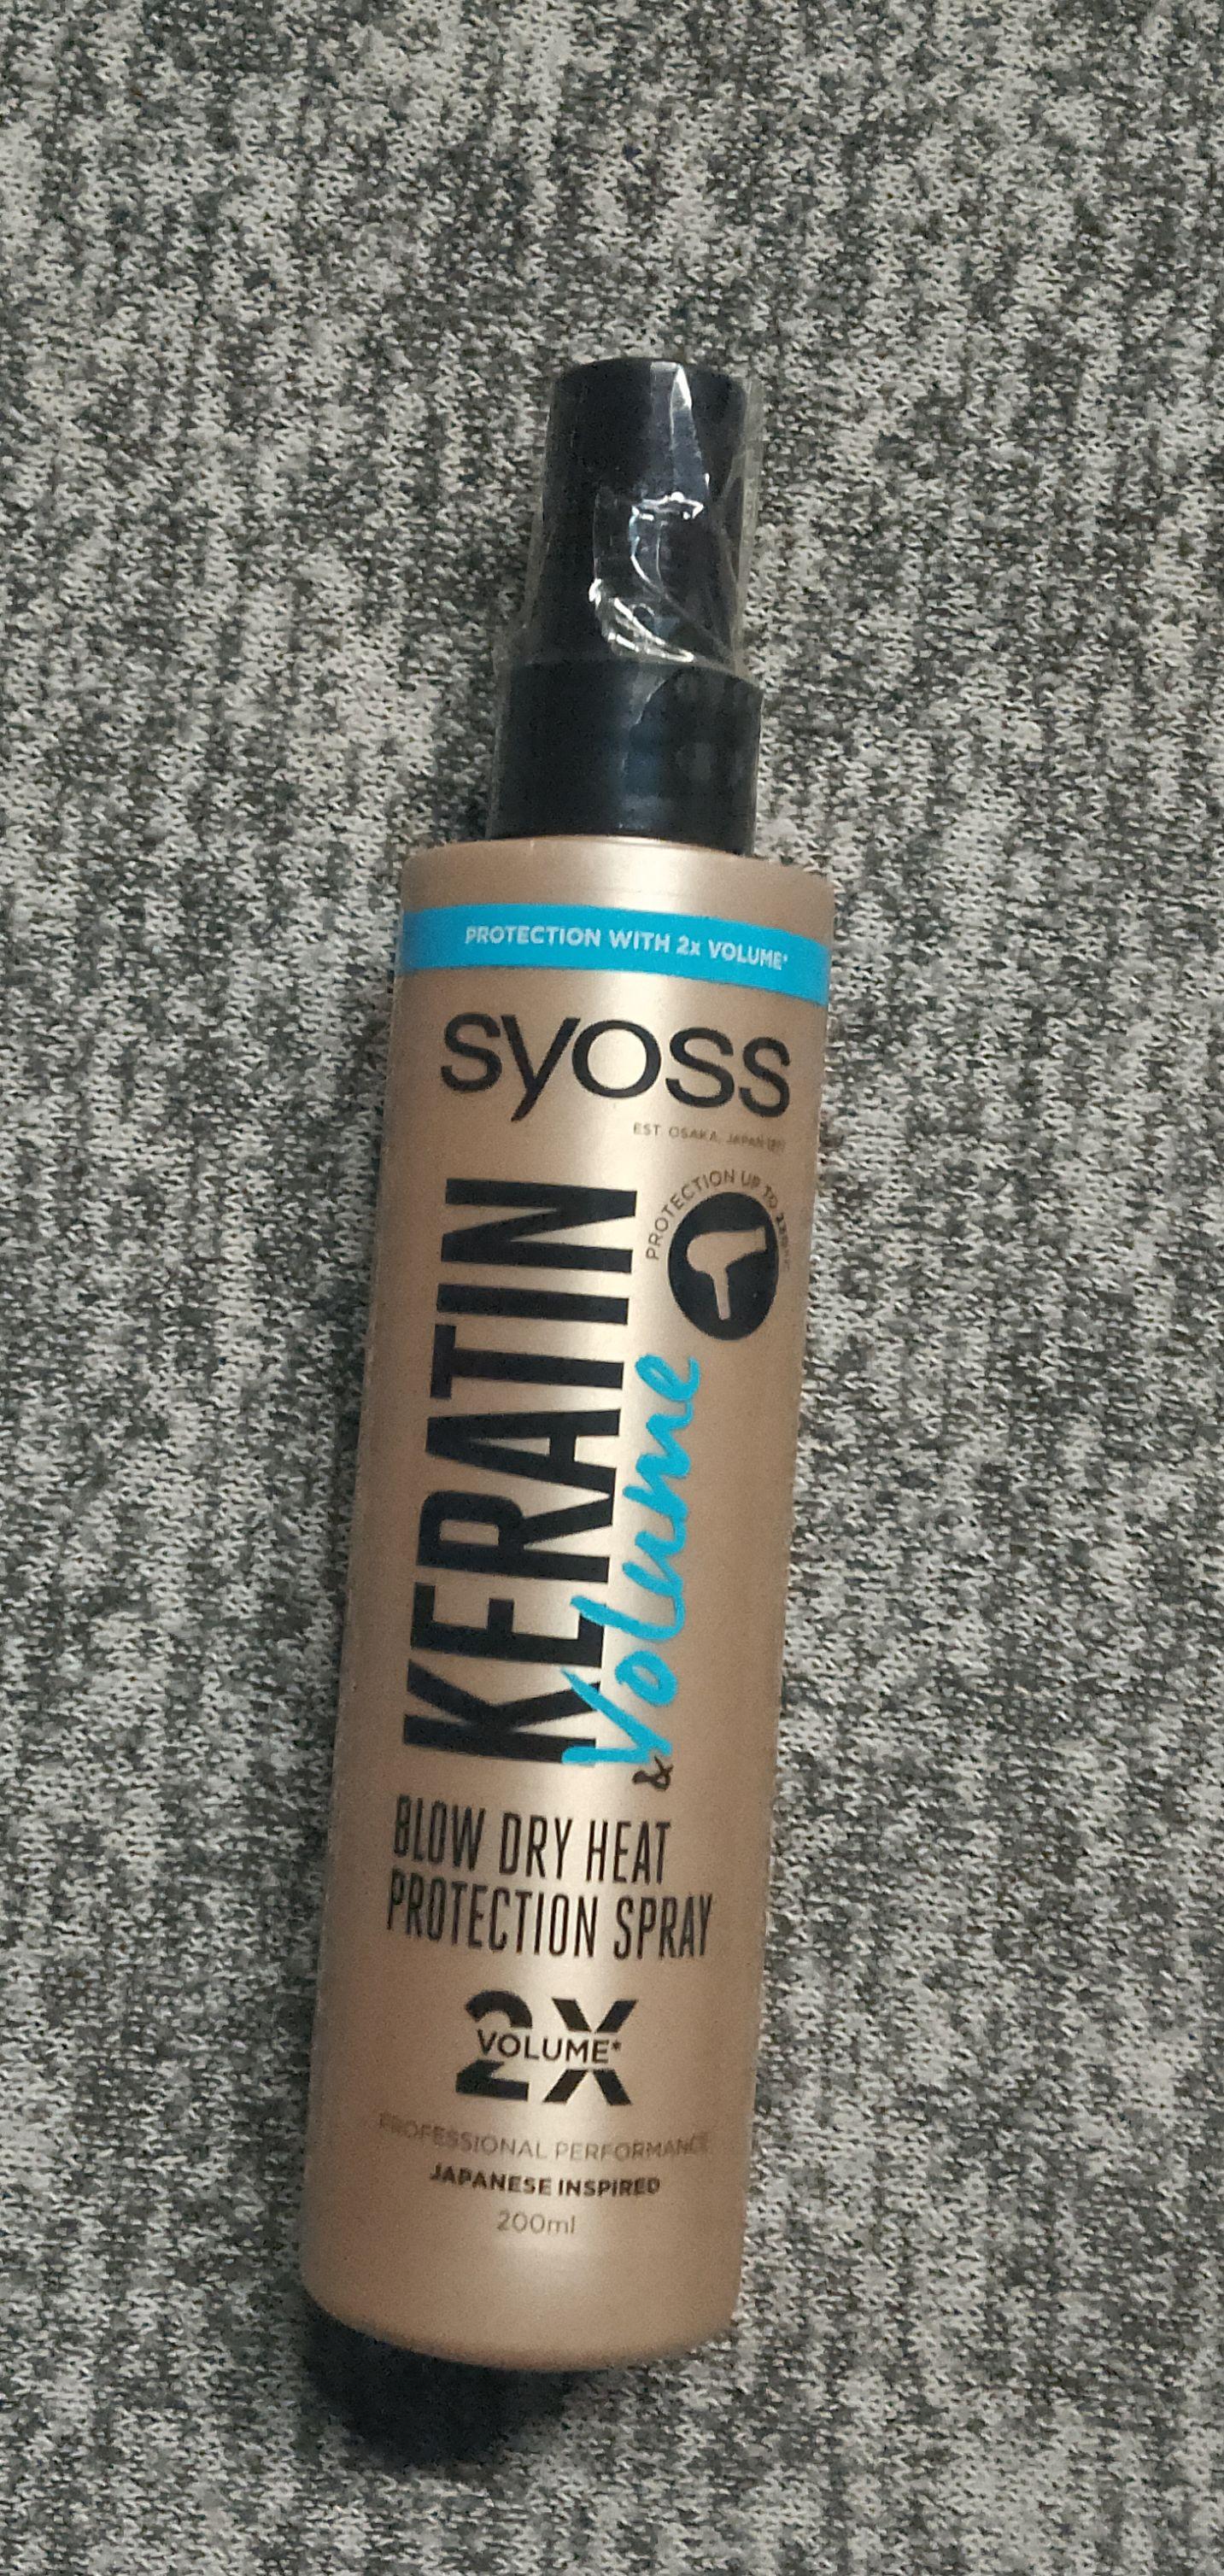 PROTECTION WITH 2x VOLUME*
syoss
EST. OSAKA, JAPAN
PROTECTION UP TO
KERATIN
& Volume
BLOW DRY HEAT
PROTECTION SPRAY
2X
VOLUME*
PROFESSIONAL PERFORMANCE
JAPANESE INSPIRED
200ml